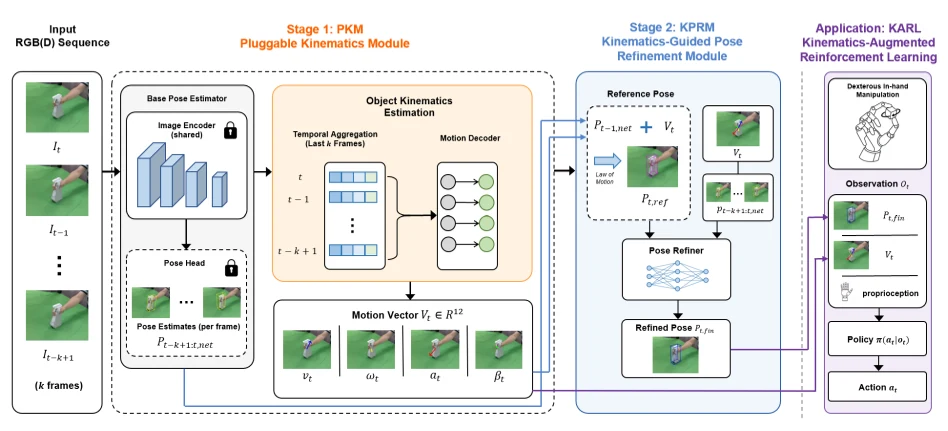 Input
RGB(D) Sequence
I_t
I_{t-1}
⋮
I_{t-k+1}
(k frames)
Stage 1: PKM
Pluggable Kinematics Module
Base Pose Estimator
Image Encoder
(shared)
Pose Head
...
Pose Estimates (per frame)
P_{t-k+1:t,net}
Object Kinematics
Estimation
Temporal Aggregation
(Last k Frames)
t
t - 1
⋮
t - k + 1
Motion Decoder
Motion Vector V_t ∈ R^{12}
v_t
ω_t
a_t
β_t
Stage 2: KPRM
Kinematics-Guided Pose
Refinement Module
Reference Pose
P_{t-1,net} + V_t
Law of
Motion
P_{t,ref}
V_t
...
p_{t-k+1:t,net}
Pose Refiner
Refined Pose P_{t,fin}
Application: KARL
Kinematics-Augmented
Reinforcement Learning
Dexterous In-hand
Manipulation
Observation O_t
P_{t,fin}
V_t
proprioception
Policy π(a_t|o_t)
Action a_t